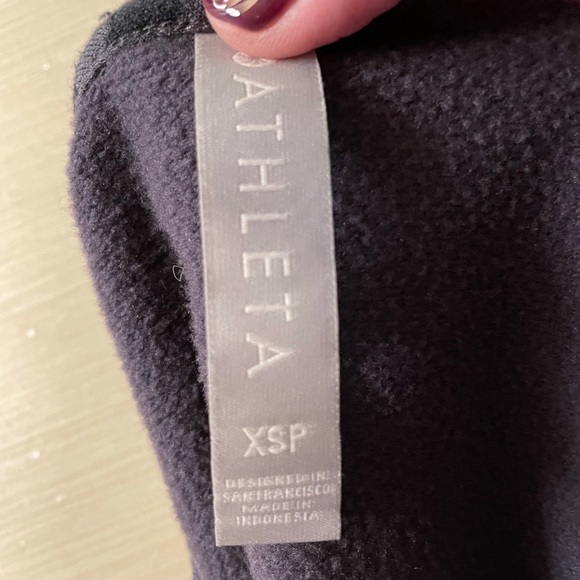 ATHLETA
XSP
DESIGNED IN
SAN FRANCISCO
MADE IN
INDONESIA